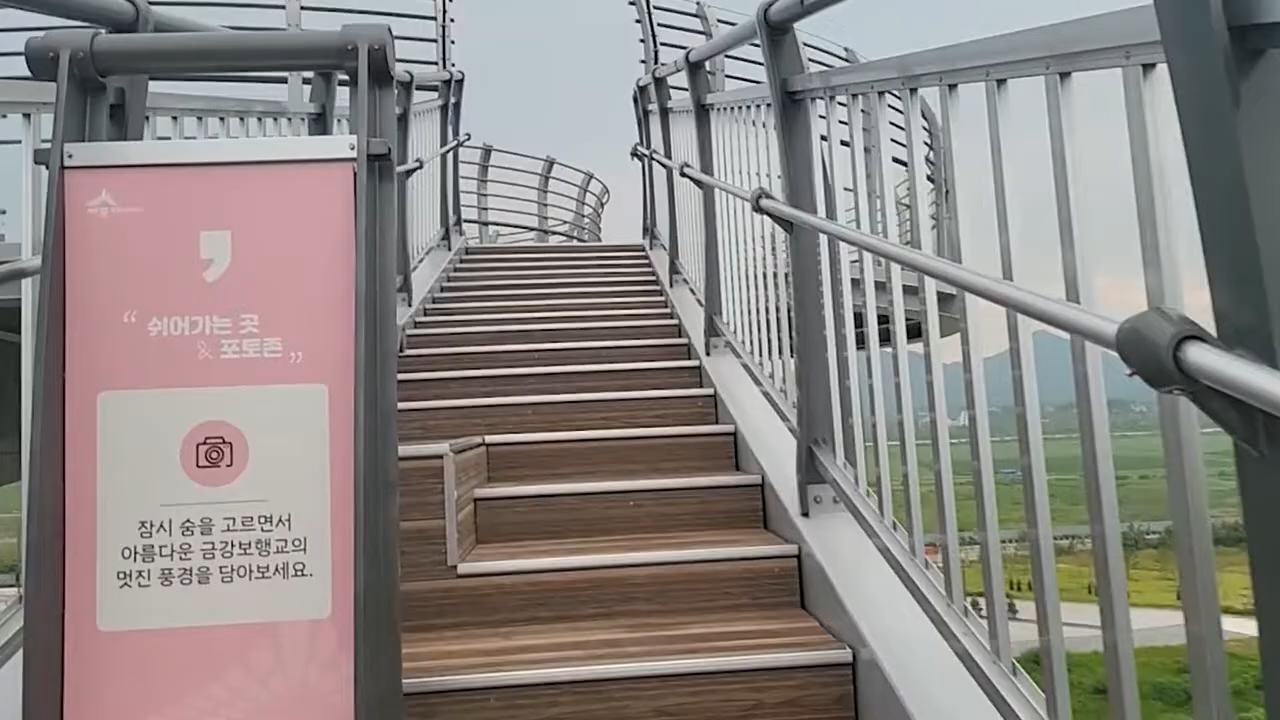 “ 쉬어가는 곳
& 포토존 ”
잠시 숨을 고르면서
아름다운 금강보행교의
멋진 풍경을 담아보세요.